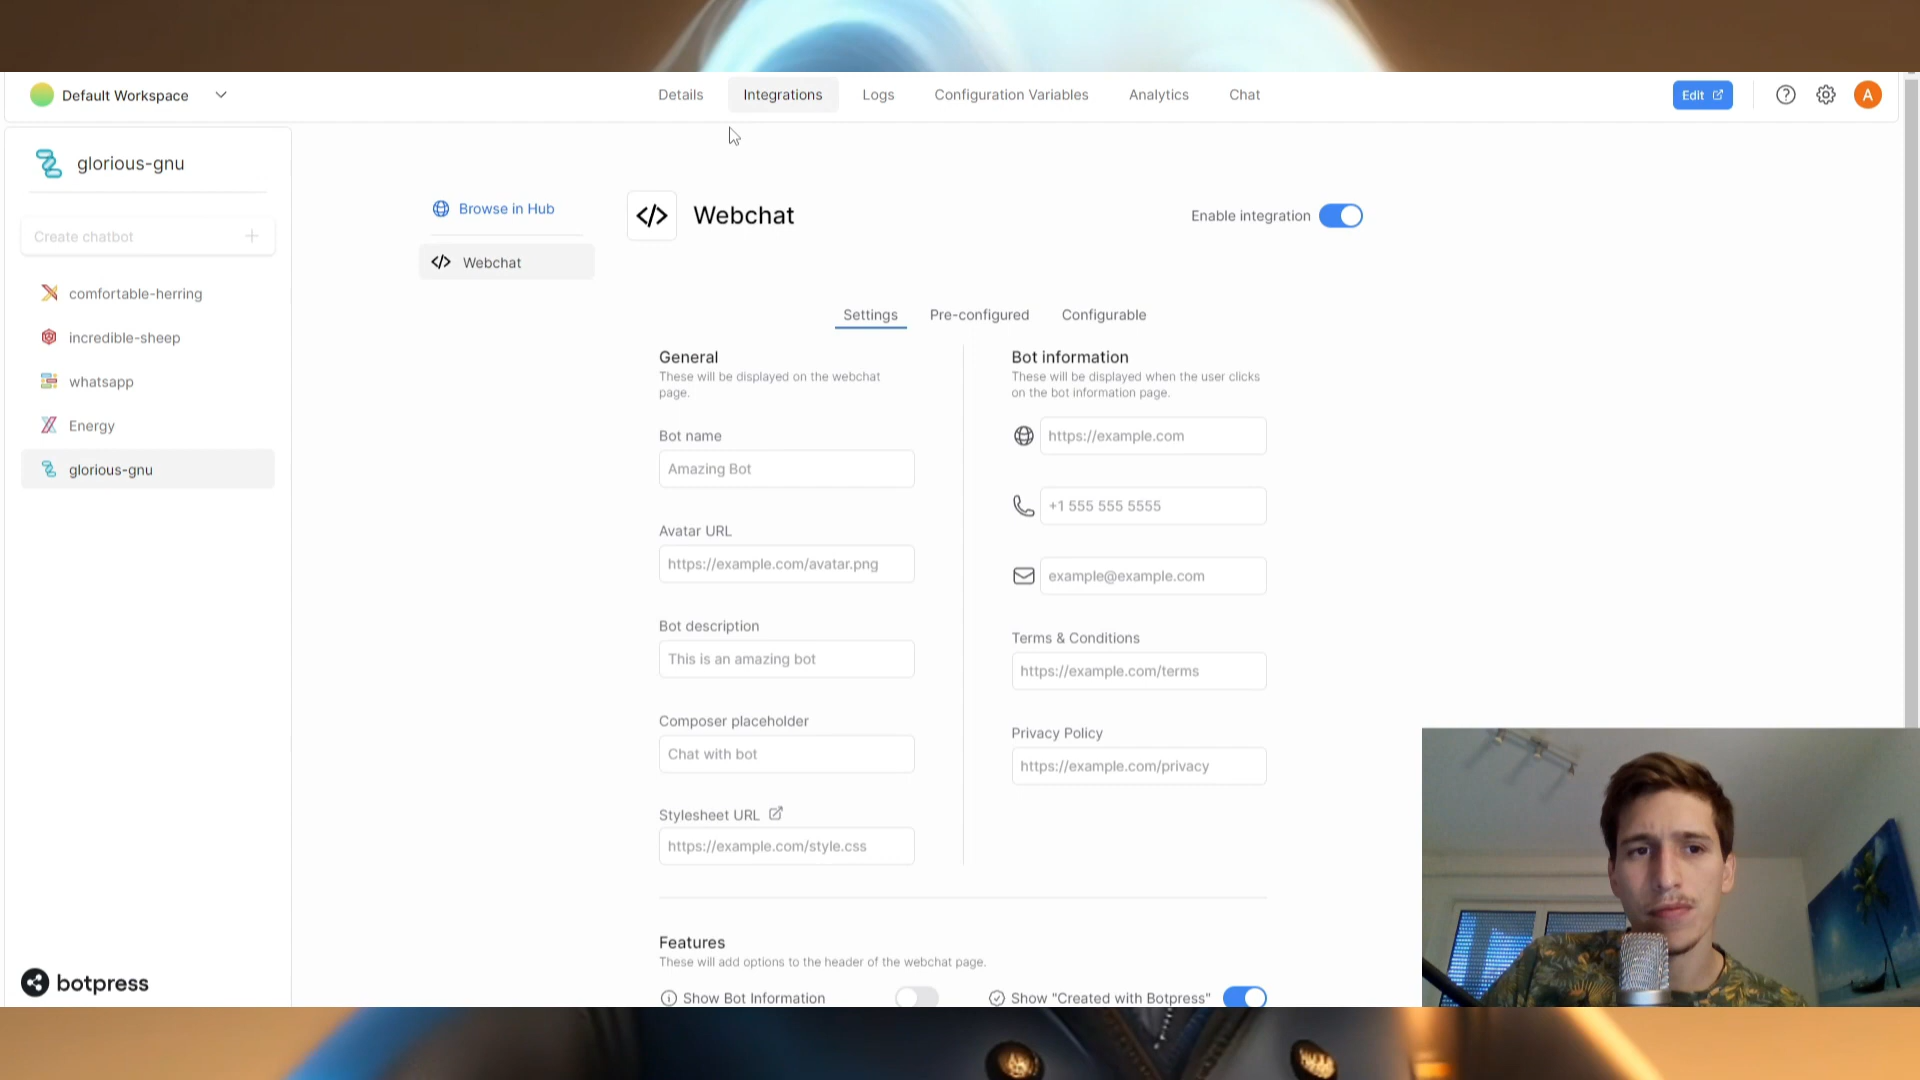 Default Workspace
Details
Integrations
Logs
Configuration Variables
Analytics
Chat
Edit
A
glorious-gnu
Create chatbot
comfortable-herring
incredible-sheep
whatsapp
Energy
glorious-gnu
botpress
Browse in Hub
Webchat
Webchat
Enable integration
Settings
Pre-configured
Configurable
General
These will be displayed on the webchat
page.
Bot name
Amazing Bot
Avatar URL
https://example.com/avatar.png
Bot description
This is an amazing bot
Composer placeholder
Chat with bot
Stylesheet URL
https://example.com/style.css
Bot information
These will be displayed when the user clicks
on the bot information page.
https://example.com
+1 555 555 5555
example@example.com
Terms & Conditions
https://example.com/terms
Privacy Policy
https://example.com/privacy
Features
These will add options to the header of the webchat page.
Show Bot Information
Show "Created with Botpress"